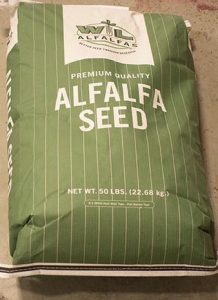 W-L
ALFALFAS
PREMIUM QUALITY
ALFALFA
SEED
NET WT. 50 LBS. (22.68 kg.)